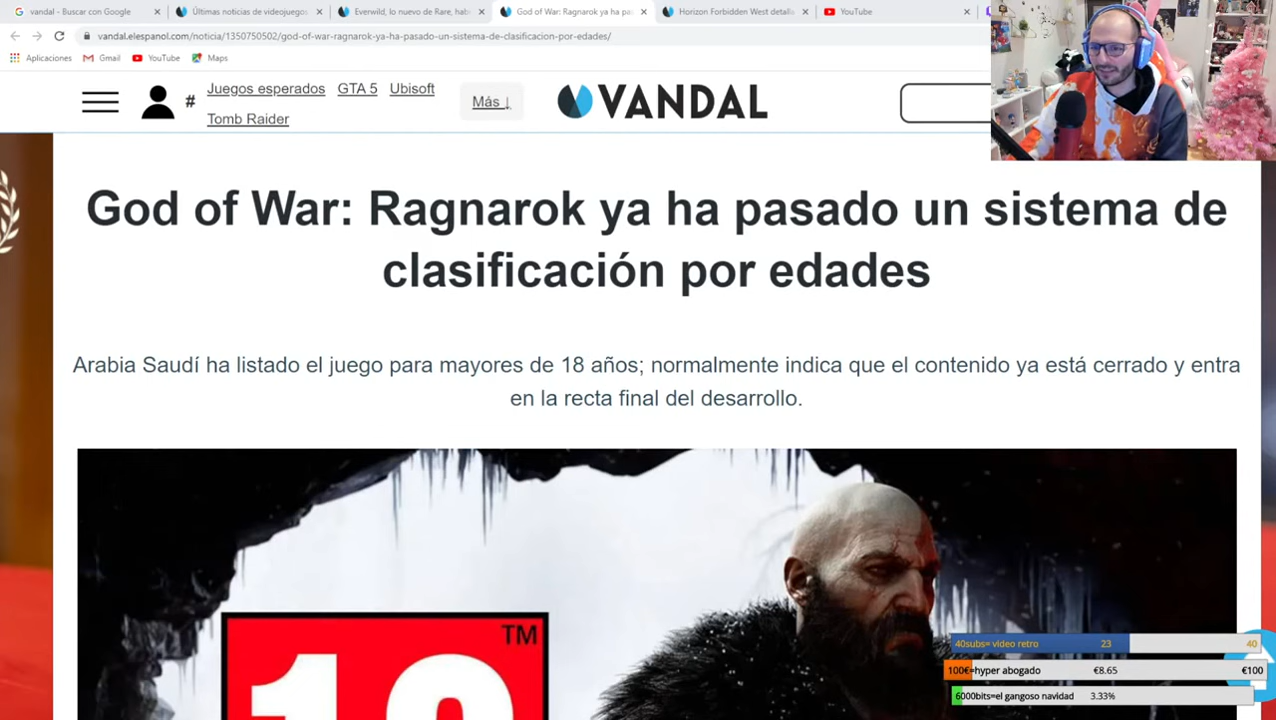 vandal - Buscar con Google
Últimas noticias de videojuegos
Everwild, lo nuevo de Rare, hab
God of War: Ragnarok ya ha pas
Horizon Forbidden West detalla
YouTube
vandal.elespanol.com/noticia/1350750502/god-of-war-ragnarok-ya-ha-pasado-un-sistema-de-clasificacion-por-edades/
Aplicaciones Gmail YouTube Maps
# Juegos esperados GTA 5 Ubisoft
Tomb Raider
Más ↓
VANDAL
God of War: Ragnarok ya ha pasado un sistema de
clasificación por edades
Arabia Saudí ha listado el juego para mayores de 18 años; normalmente indica que el contenido ya está cerrado y entra
en la recta final del desarrollo.
TM
18
40subs= video retro 23 40
100€=hyper abogado €8.65 €100
6000bits=el gangoso navidad 3.33%